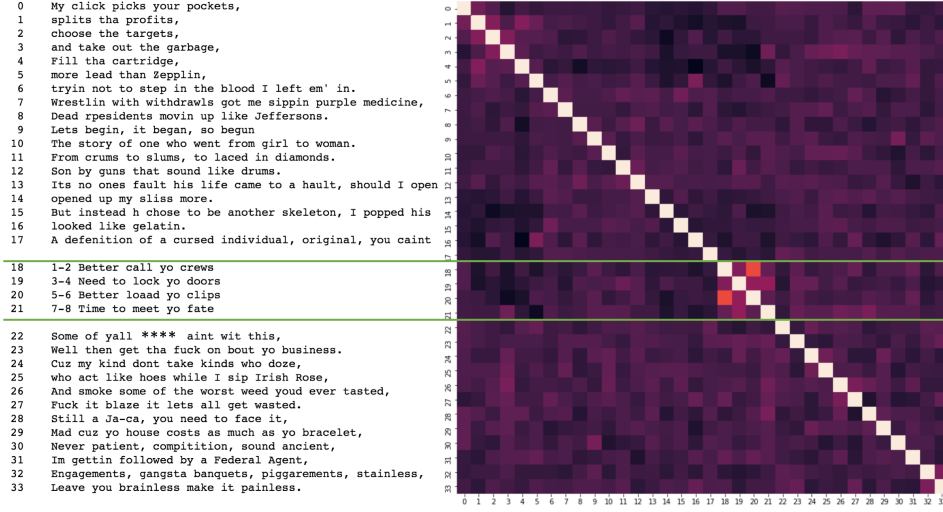 0 My click picks your pockets,
1 splits tha profits,
2 choose the targets,
3 and take out the garbage,
4 Fill tha cartridge,
5 more lead than Zepplin,
6 tryin not to step in the blood I left em' in.
7 Wrestlin with withdrawls got me sippin purple medicine,
8 Dead rpesidents movin up like Jeffersons.
9 Lets begin, it began, so begun
10 The story of one who went from girl to woman.
11 From crums to slums, to laced in diamonds.
12 Son by guns that sound like drums.
13 Its no ones fault his life came to a hault, should I open
14 opened up my sliss more.
15 But instead h chose to be another skeleton, I popped his
16 looked like gelatin.
17 A defenition of a cursed individual, original, you caint
18 1-2 Better call yo crews
19 3-4 Need to lock yo doors
20 5-6 Better loaad yo clips
21 7-8 Time to meet yo fate
22 Some of yall **** aint wit this,
23 Well then get tha fuck on bout yo business.
24 Cuz my kind dont take kinds who doze,
25 who act like hoes while I sip Irish Rose,
26 And smoke some of the worst weed youd ever tasted,
27 Fuck it blaze it lets all get wasted.
28 Still a Ja-ca, you need to face it,
29 Mad cuz yo house costs as much as yo bracelet,
30 Never patient, compitition, sound ancient,
31 Im gettin followed by a Federal Agent,
32 Engagements, gangsta banquets, piggarements, stainless,
33 Leave you brainless make it painless.
0 1 2 3 4 5 6 7 8 9 10 11 12 13 14 15 16 17 18 19 20 21 22 23 24 25 26 27 28 29 30 31 32 33
0 1 2 3 4 5 6 7 8 9 10 11 12 13 14 15 16 17 18 19 20 21 22 23 24 25 26 27 28 29 30 31 32 33